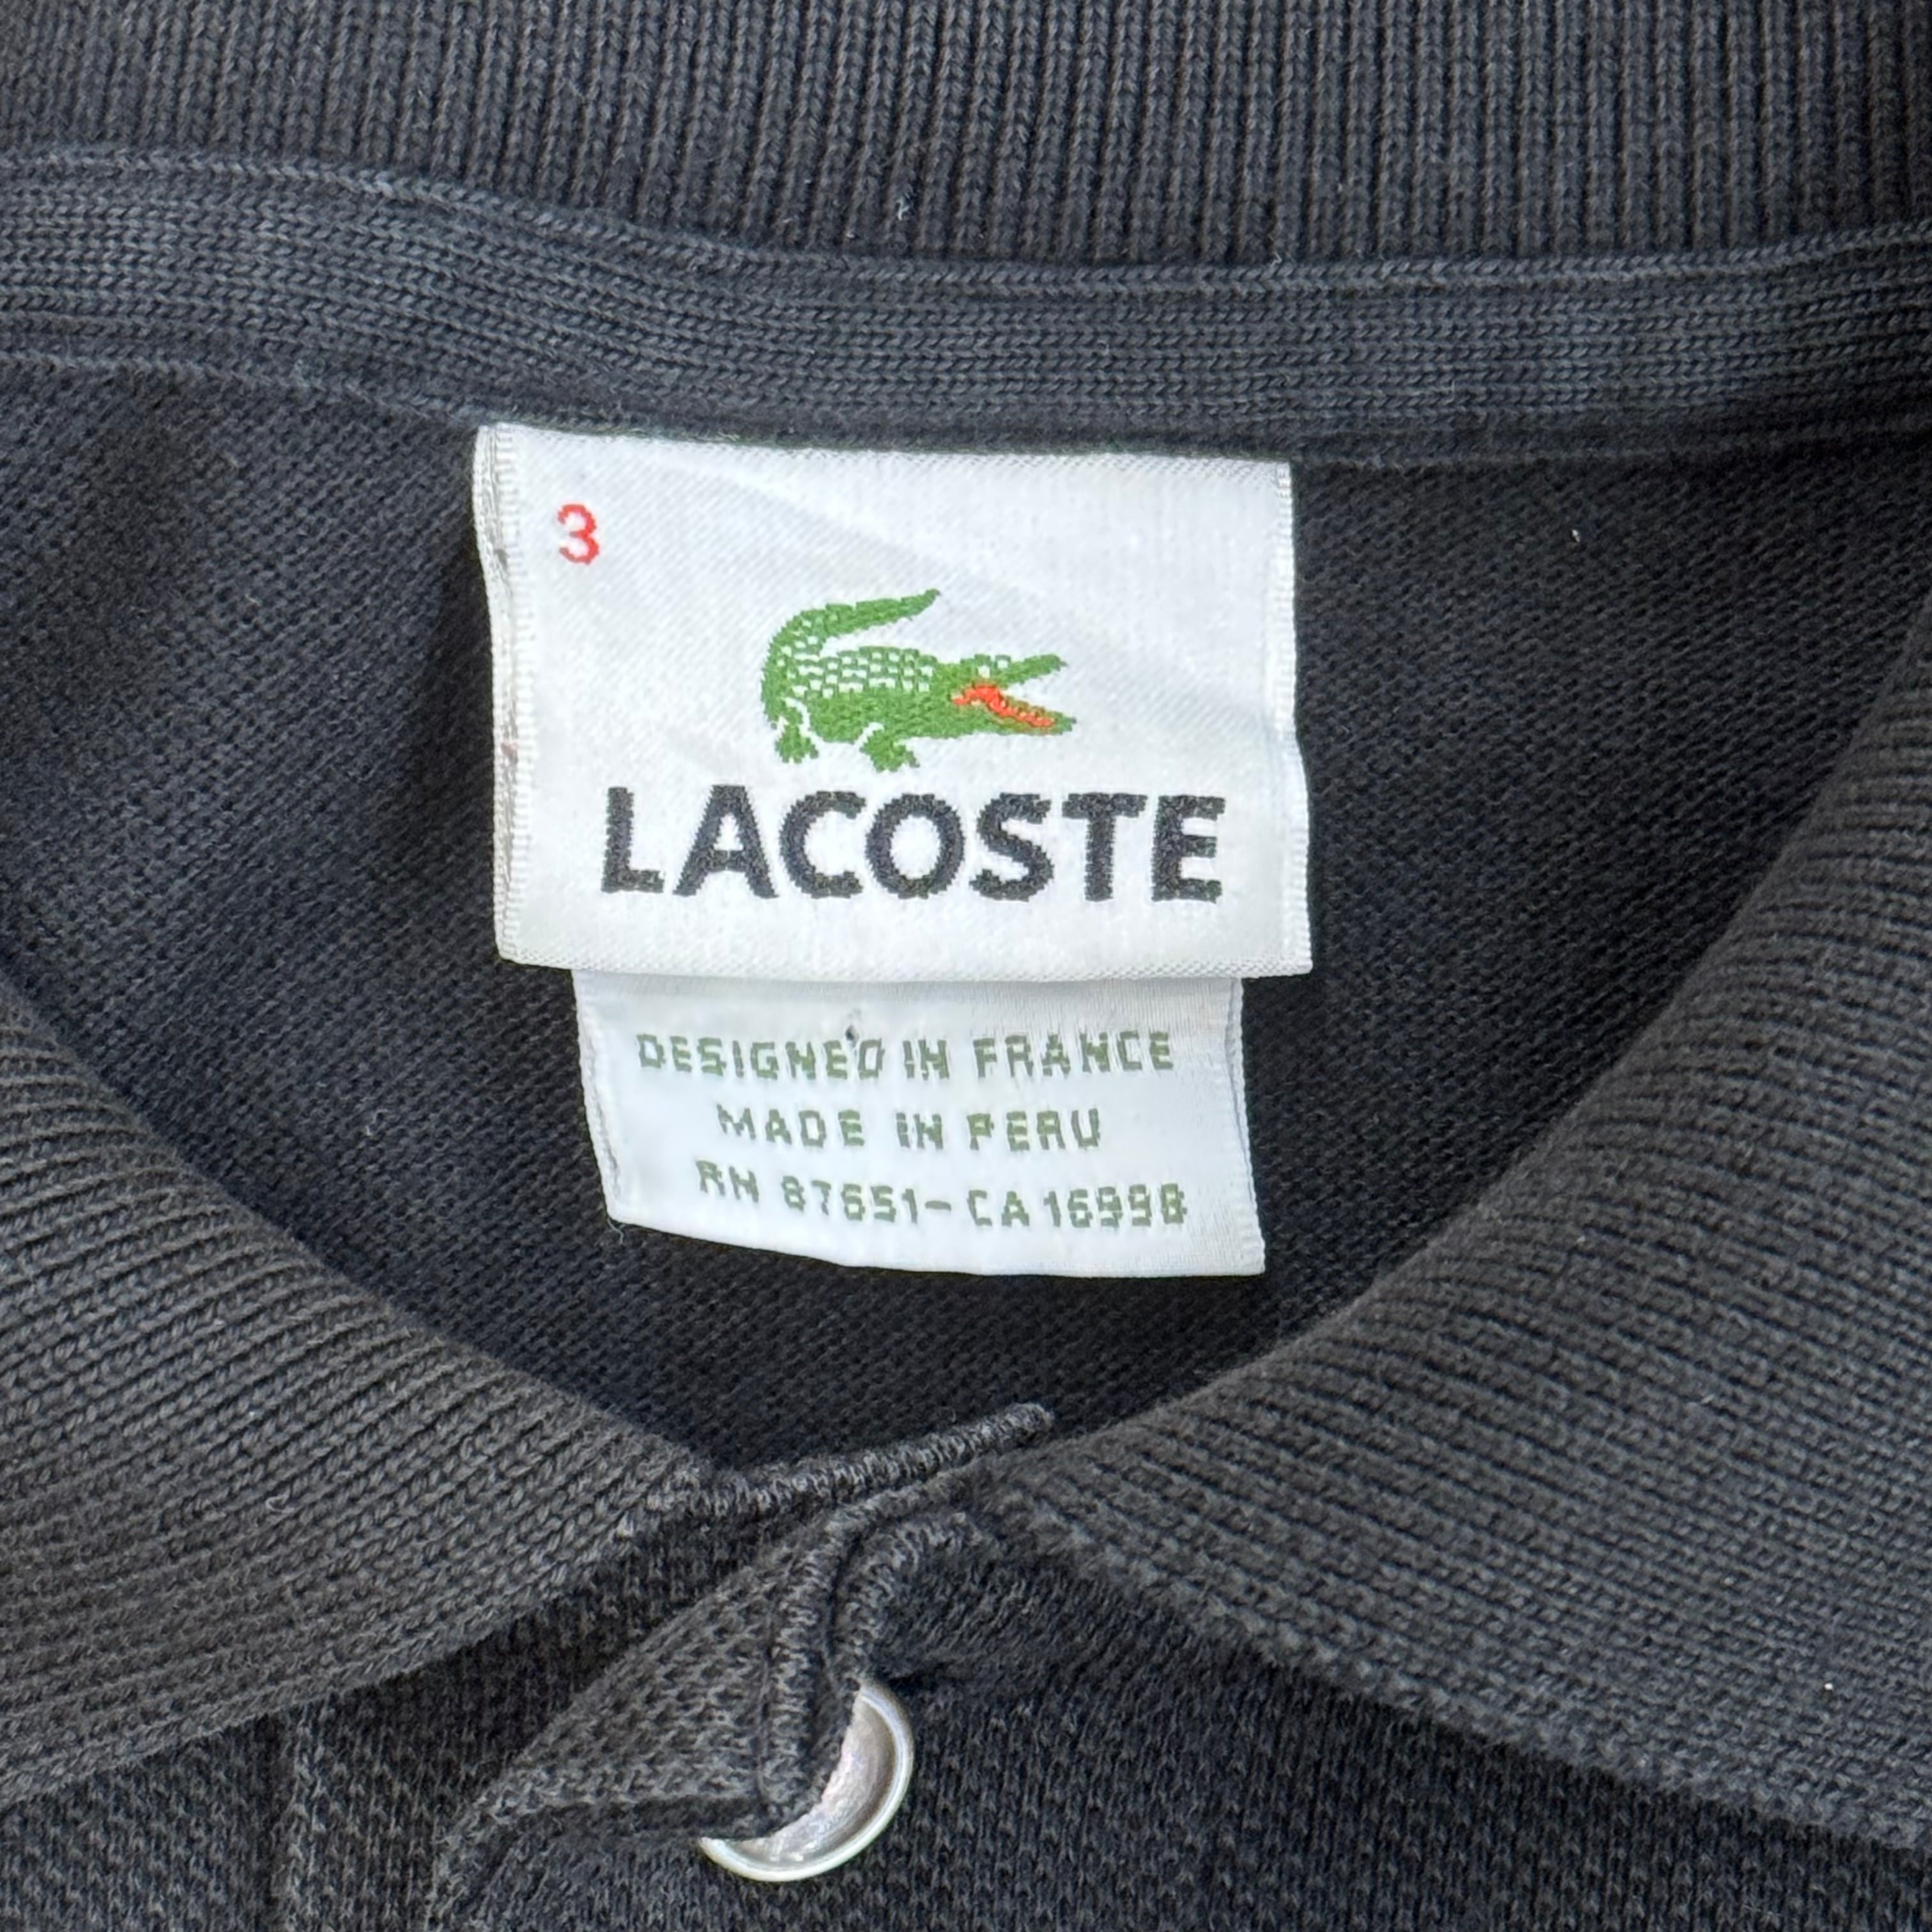 3
LACOSTE
DESIGNED IN FRANCE
MADE IN PERU
RN 87651-CA 16998